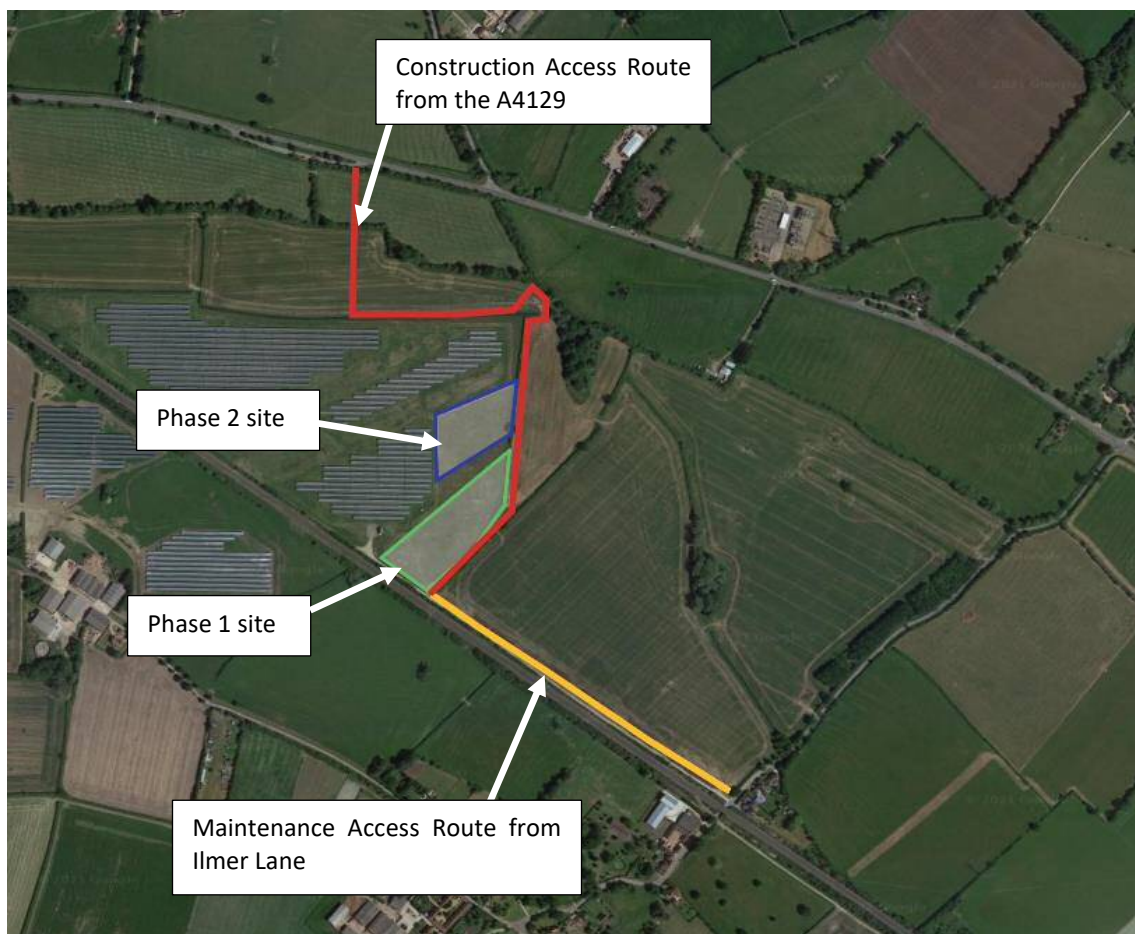 Construction Access Route
from the A4129
Phase 2 site
Phase 1 site
Maintenance Access Route from
Ilmer Lane